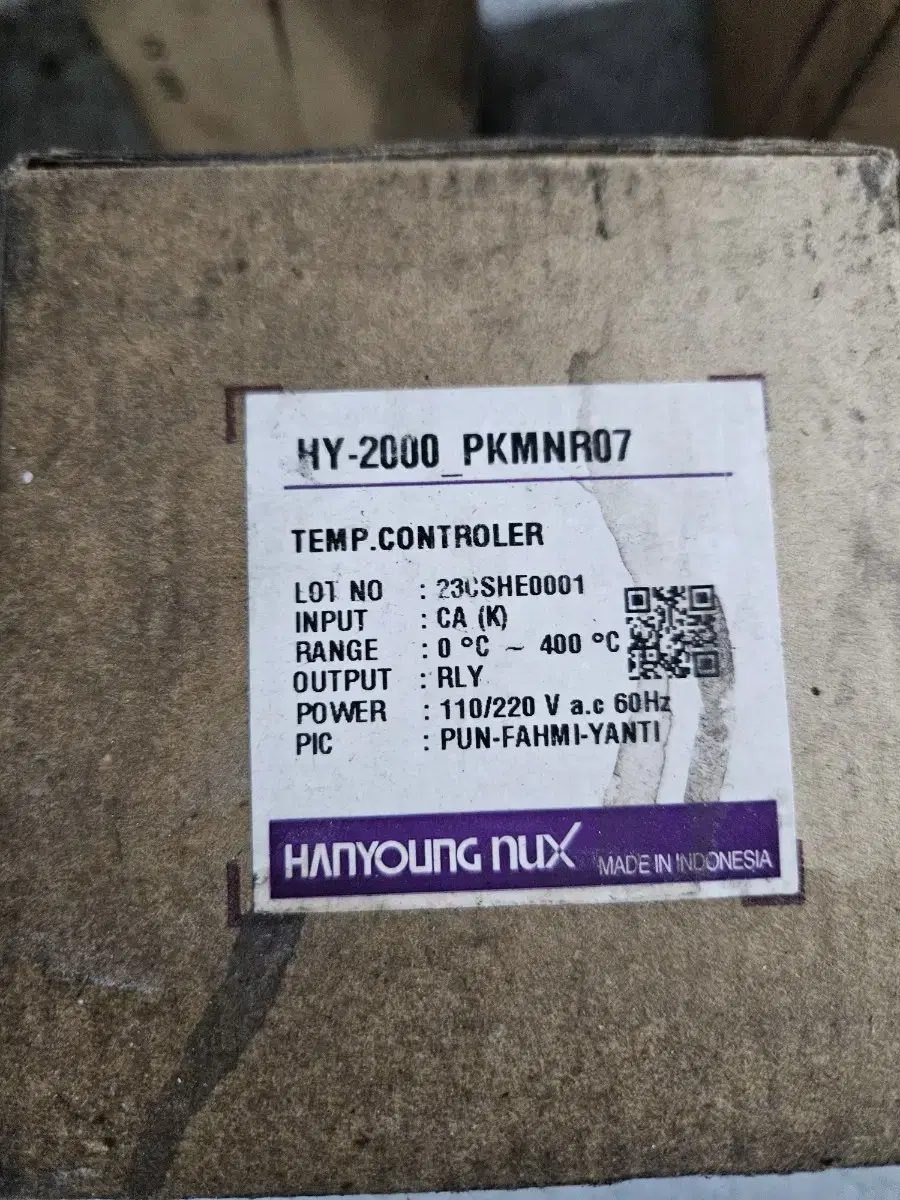 HY-2000_PKMNR07
TEMP.CONTROLER
LOT NO : 23CSHE0001
INPUT : CA (K)
RANGE : 0 °C ~ 400 °C
OUTPUT : RLY
POWER : 110/220 V a.c 60Hz
PIC : PUN-FAHMI-YANTI
HANYOUNG nux MADE IN INDONESIA